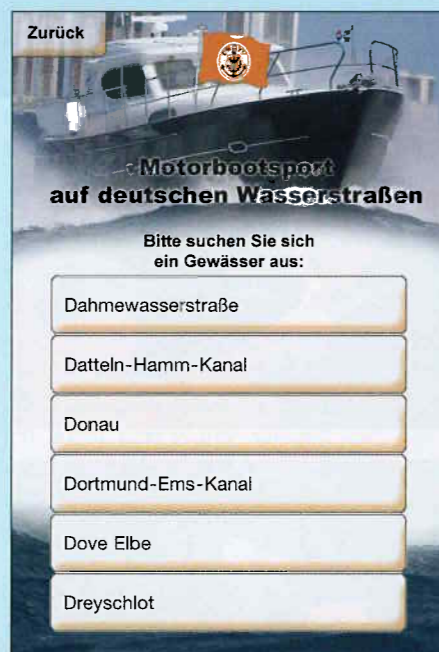 Zurück
Motorbootsport
auf deutschen Wasserstraßen
Bitte suchen Sie sich
ein Gewässer aus:
Dahmewasserstraße
Datteln-Hamm-Kanal
Donau
Dortmund-Ems-Kanal
Dove Elbe
Dreyschlot